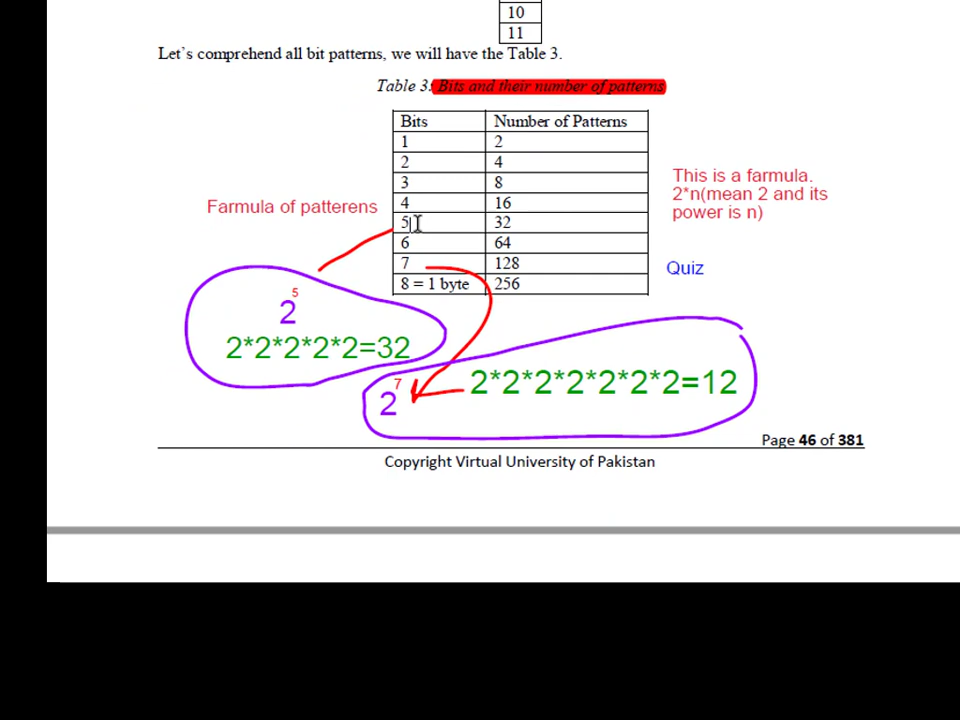 10
11
Let's comprehend all bit patterns, we will have the Table 3.
Table 3: Bits and their number of patterns
Bits Number of Patterns
1 2
2 4
3 8
4 16
5 32
6 64
7 128
8 = 1 byte 256
Farmula of patterens
This is a farmula.
2*n(mean 2 and its
power is n)
Quiz
2⁵
2*2*2*2*2=32
2⁷
2*2*2*2*2*2*2=12
Page 46 of 381
Copyright Virtual University of Pakistan